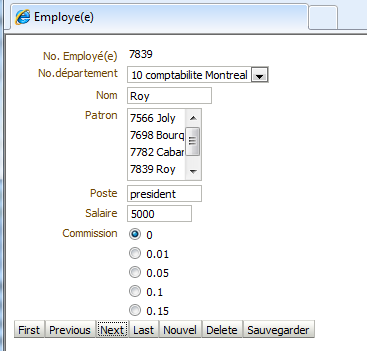 Employe(e)
No. Employé(e) 7839
No.département 10 comptabilite Montreal
Nom Roy
Patron 7566 Joly
7698 Bourq
7782 Cabar
7839 Roy
Poste president
Salaire 5000
Commission 0
0.01
0.05
0.1
0.15
First Previous Next Last Nouvel Delete Sauvegarder